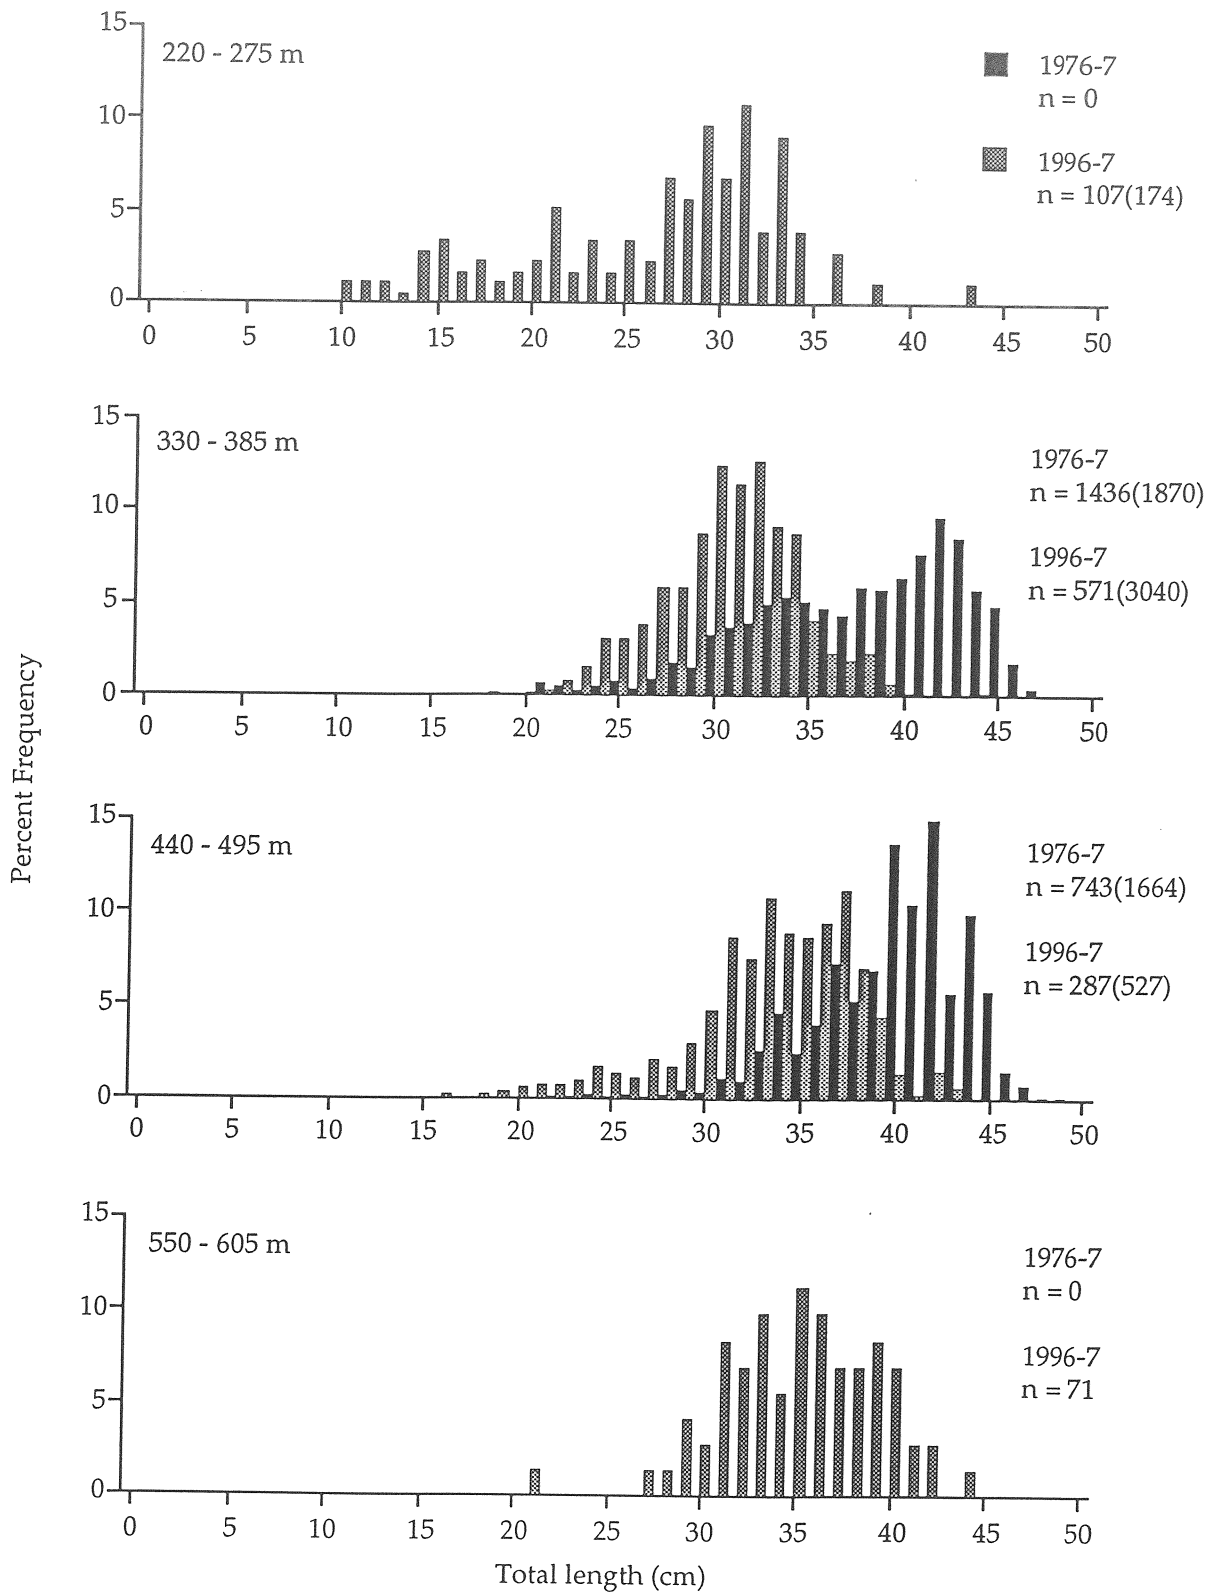 15
220 - 275 m
1976-7
n = 0
10
1996-7
n = 107(174)
5
0
0 5 10 15 20 25 30 35 40 45 50
15
330 - 385 m
1976-7
n = 1436(1870)
10
1996-7
n = 571(3040)
5
0
0 5 10 15 20 25 30 35 40 45 50
Percent Frequency
15
440 - 495 m
1976-7
n = 743(1664)
10
1996-7
n = 287(527)
5
0
0 5 10 15 20 25 30 35 40 45 50
15
550 - 605 m
1976-7
n = 0
10
1996-7
n = 71
5
0
0 5 10 15 20 25 30 35 40 45 50
Total length (cm)